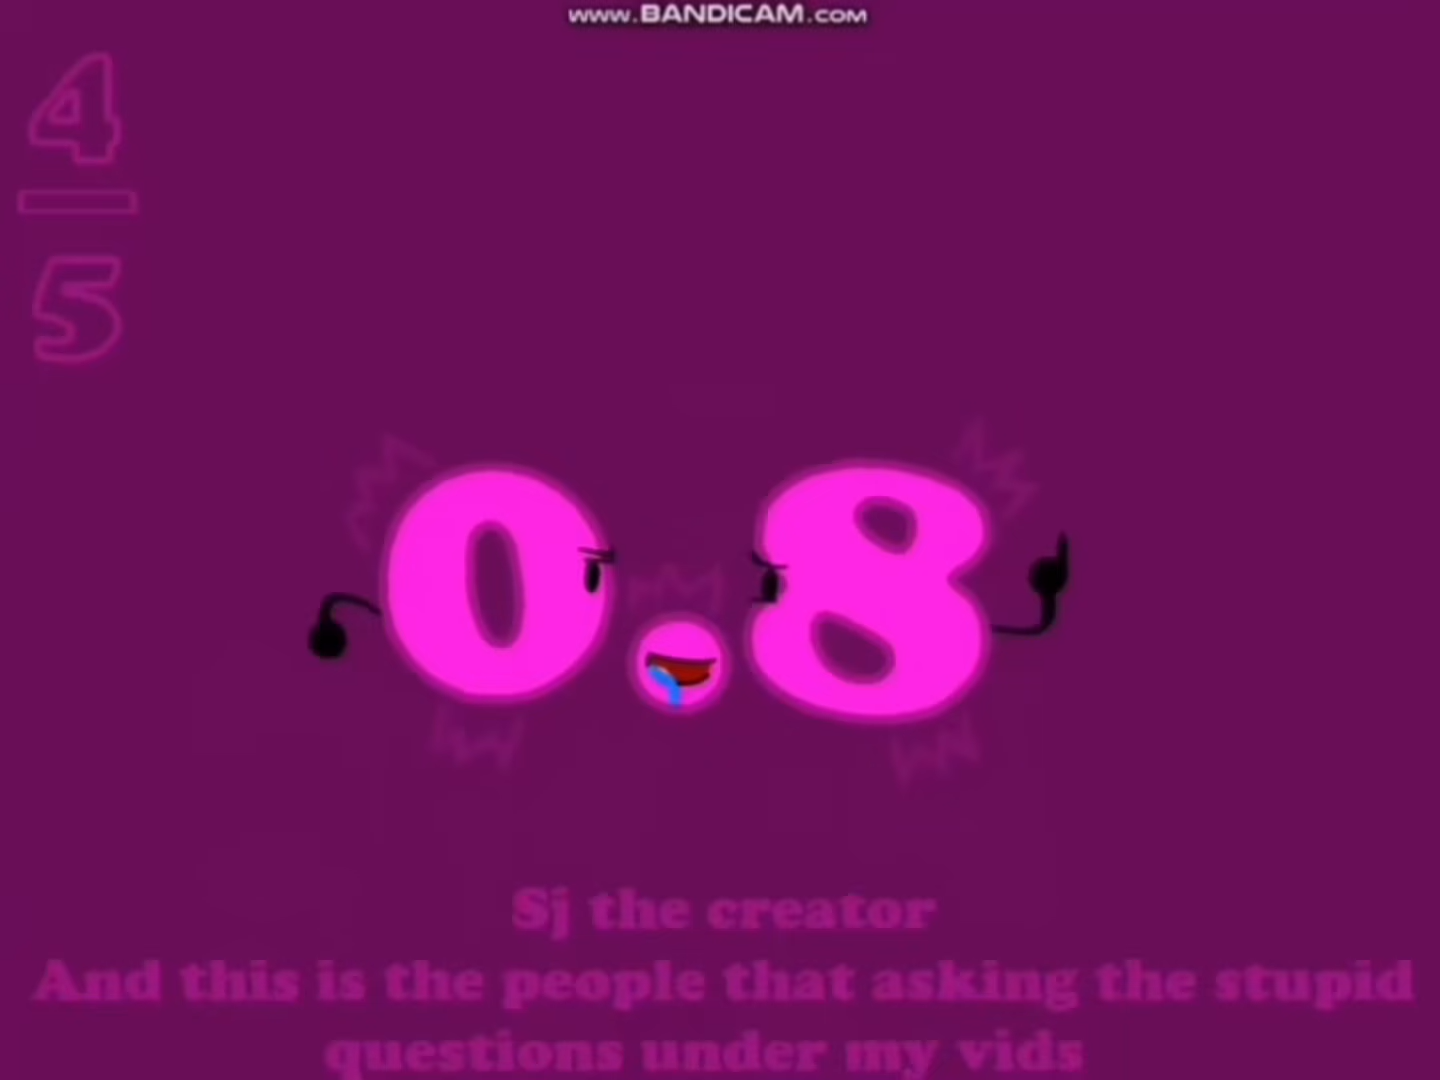 www.BANDICAM.com
4
5
0.8
Sj the creator
And this is the people that asking the stupid
questions under my vids